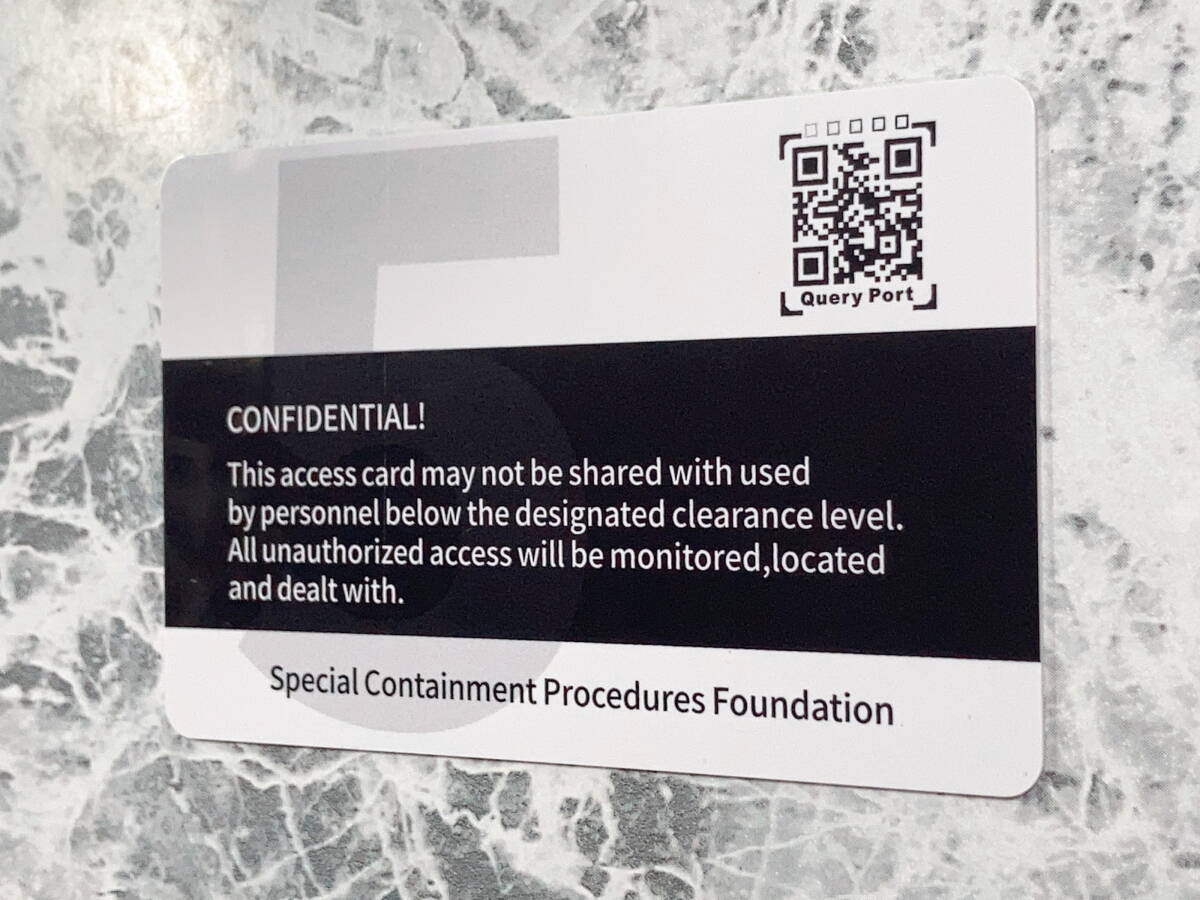 5
Query Port
CONFIDENTIAL!
This access card may not be shared with used
by personnel below the designated clearance level.
All unauthorized access will be monitored,located
and dealt with.
Special Containment Procedures Foundation